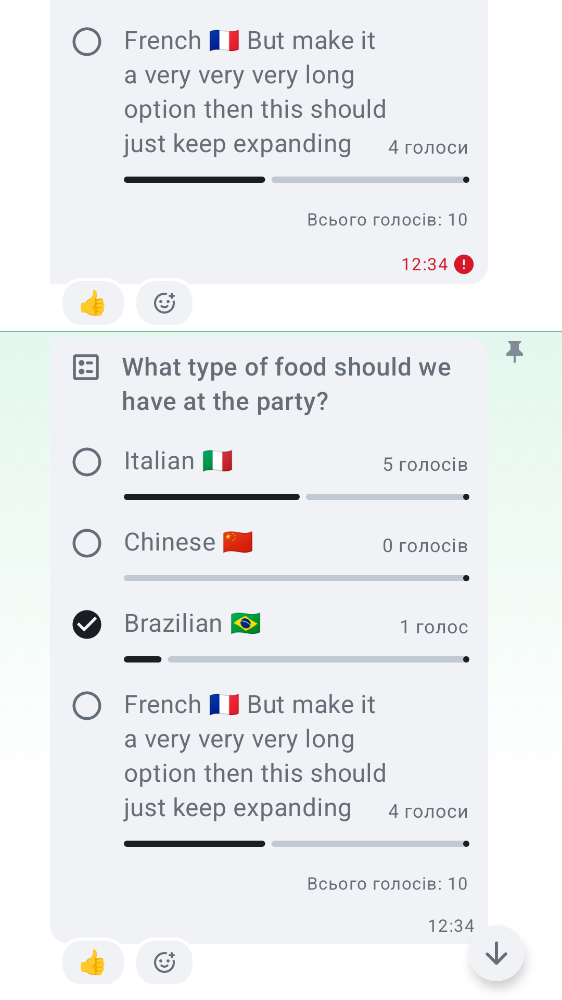 French 🇫🇷 But make it
a very very very long
option then this should
just keep expanding 4 голоси
Всього голосів: 10
12:34
👍
What type of food should we
have at the party?
Italian 🇮🇹 5 голосів
Chinese 🇨🇳 0 голосів
Brazilian 🇧🇷 1 голос
French 🇫🇷 But make it
a very very very long
option then this should
just keep expanding 4 голоси
Всього голосів: 10
12:34
👍